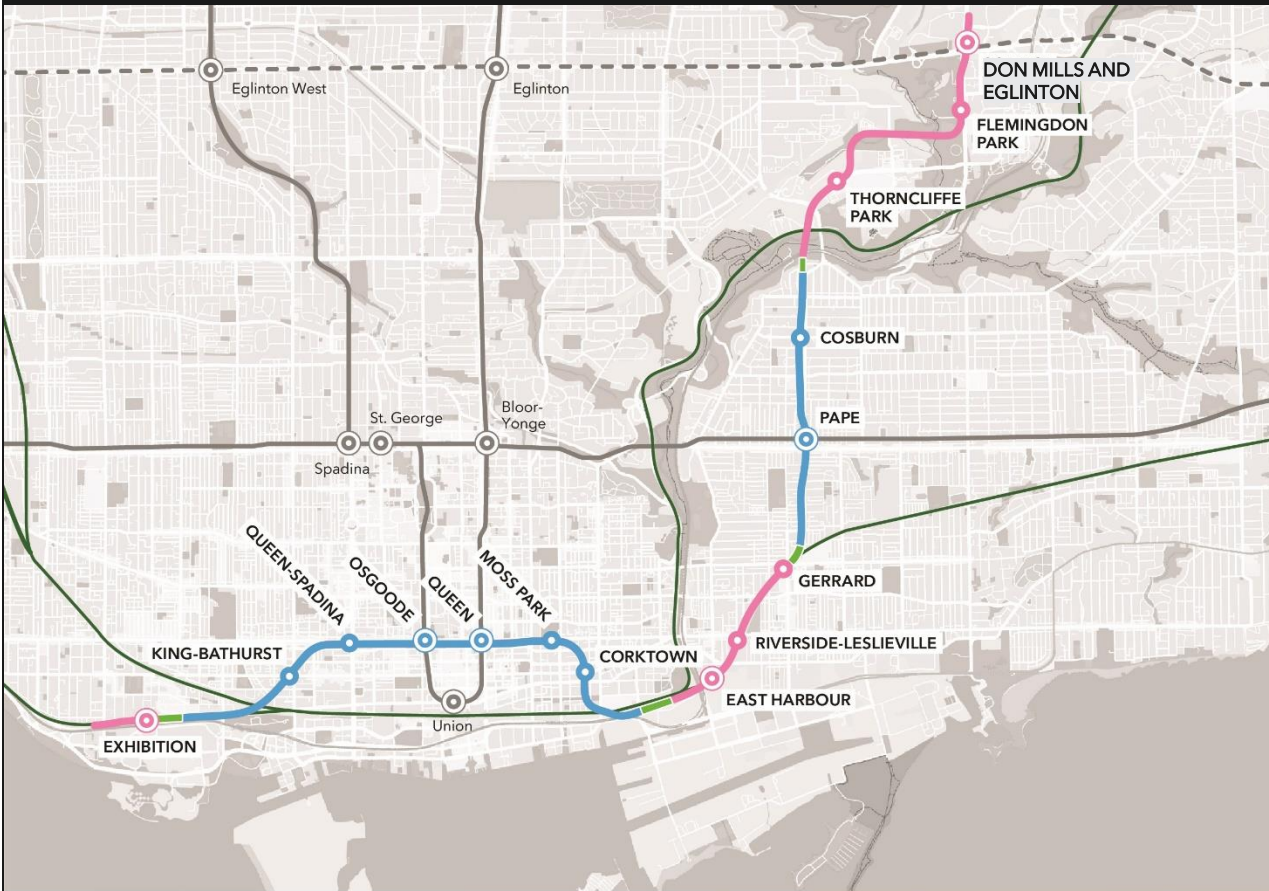 Eglinton West
Eglinton
DON MILLS AND
EGLINTON
FLEMINGDON
PARK
THORNCLIFFE
PARK
COSBURN
PAPE
St. George
Bloor-
Yonge
Spadina
QUEEN-SPADINA
OSGOODE
QUEEN
MOSS PARK
GERRARD
KING-BATHURST
CORKTOWN
RIVERSIDE-LESLIEVILLE
EAST HARBOUR
Union
EXHIBITION